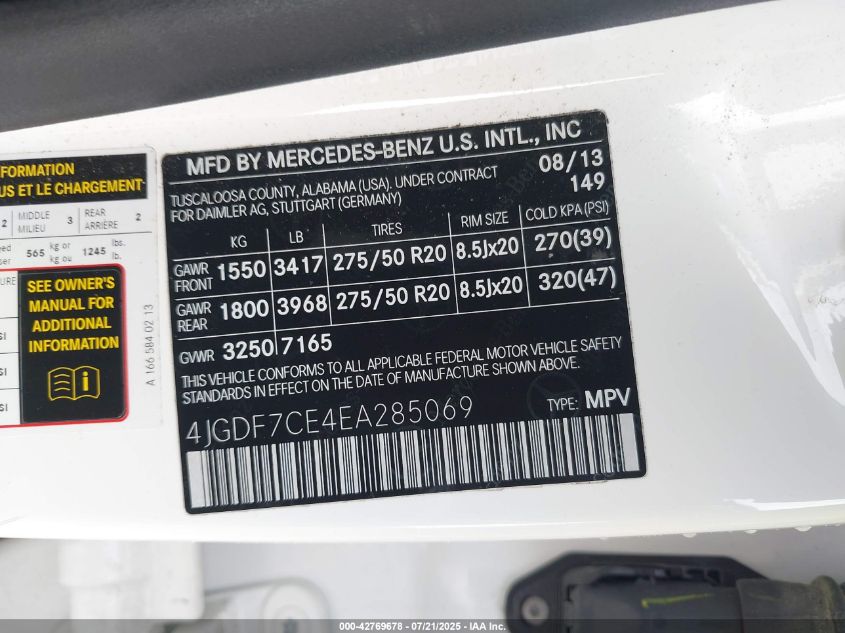 NFORMATION
US ET LE CHARGEMENT
2 MIDDLE MILIEU 3 REAR ARRIÈRE 2
565 kg or kg ou 1245 lbs. lb.
SEE OWNER'S
MANUAL FOR
ADDITIONAL
INFORMATION
A 166 584 02 13
MFD BY MERCEDES-BENZ U.S. INTL., INC
TUSCALOOSA COUNTY, ALABAMA (USA). UNDER CONTRACT 08/13
FOR DAIMLER AG, STUTTGART (GERMANY) 149
KG LB TIRES RIM SIZE COLD KPA (PSI)
GAWR FRONT 1550 3417 275/50 R20 8.5Jx20 270(39)
GAWR REAR 1800 3968 275/50 R20 8.5Jx20 320(47)
GVWR 3250 7165
THIS VEHICLE CONFORMS TO ALL APPLICABLE FEDERAL MOTOR VEHICLE SAFETY
STANDARDS IN EFFECT ON THE DATE OF MANUFACTURE SHOWN ABOVE.
4JGDF7CE4EA285069 TYPE: MPV
000-42769678 - 07/21/2025 - IAA Inc.